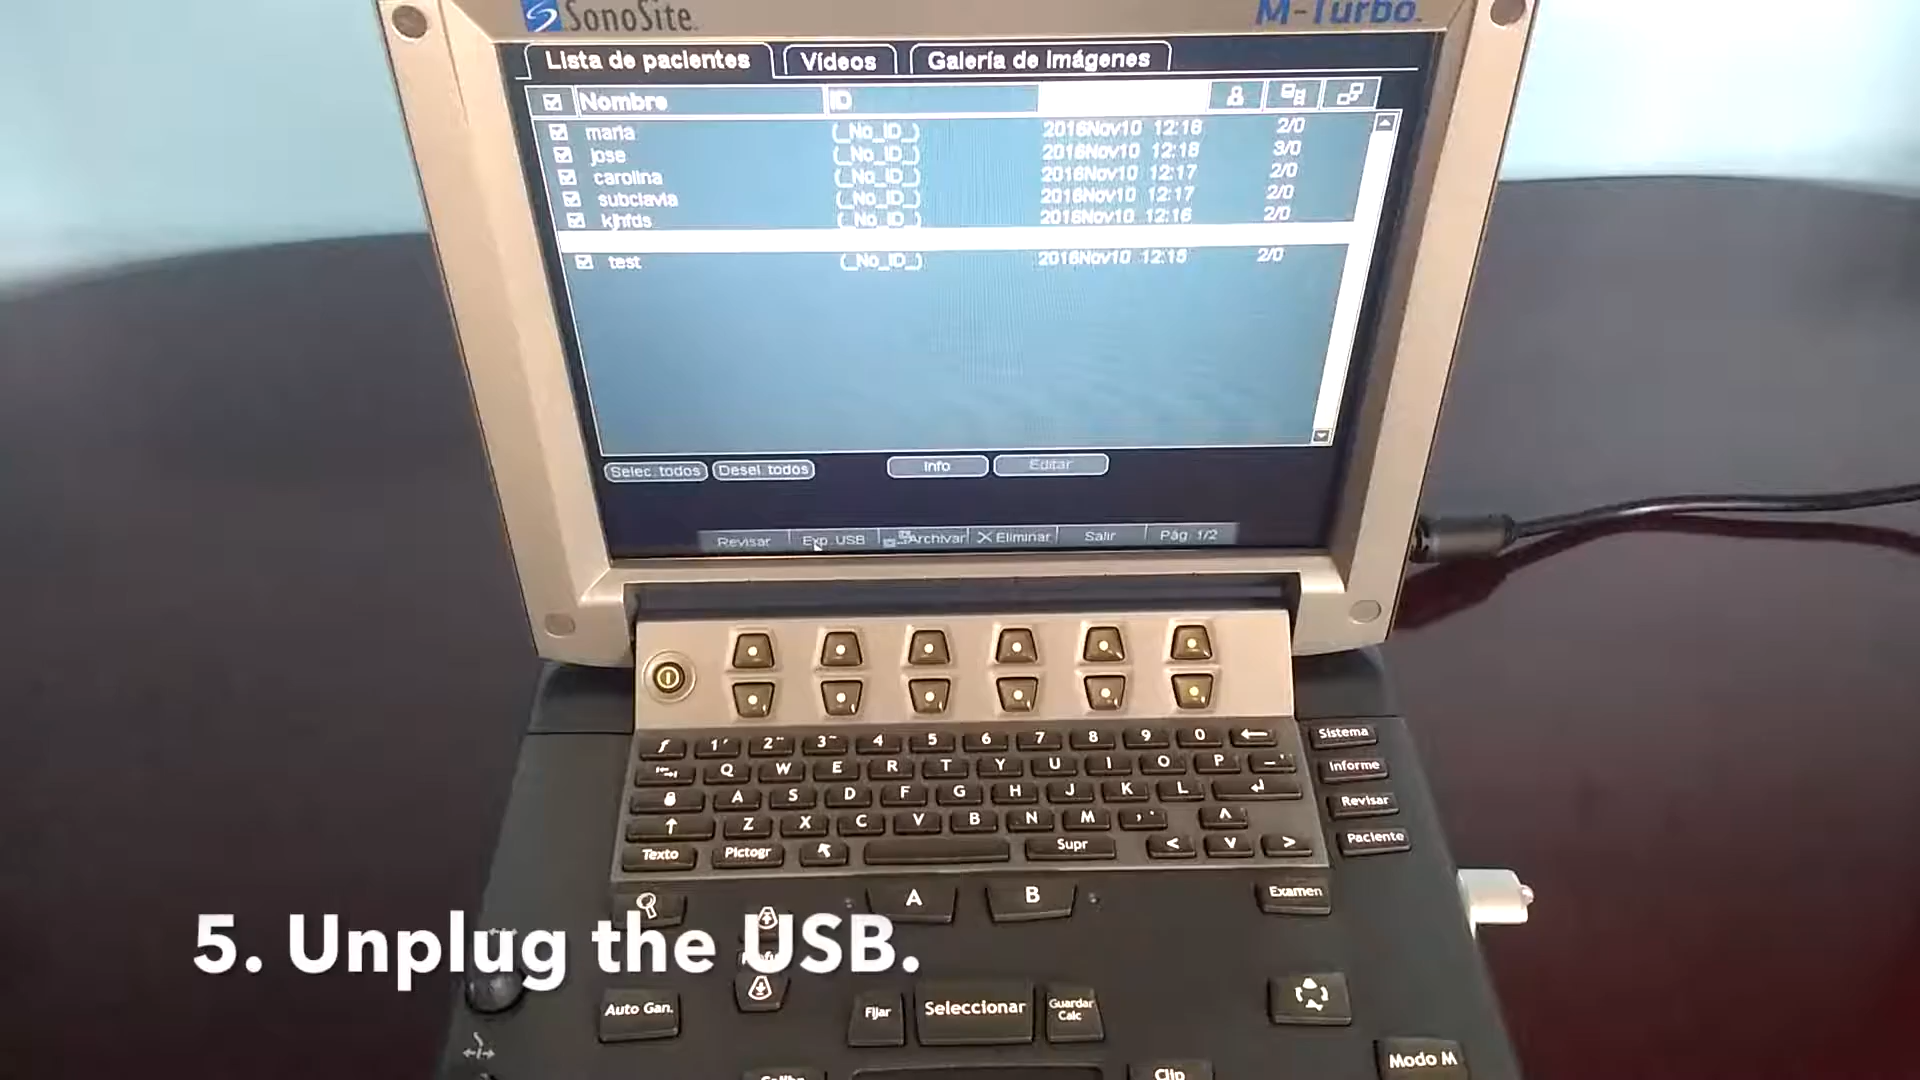 SonoSite
M-Turbo
Lista de pacientes
Vídeos
Galería de imágenes
Nombre
ID
maria (_No_ID_) 2016Nov10 12:18 2/0
jose (_No_ID_) 2016Nov10 12:18 3/0
carolina (_No_ID_) 2016Nov10 12:17 2/0
subclavia (_No_ID_) 2016Nov10 12:17 2/0
kjhfds (_No_ID_) 2016Nov10 12:16 2/0
test (_No_ID_) 2016Nov10 12:15 2/0
Selec. todos
Desel. todos
Info
Editar
Revisar
Exp. USB
Archivar
Eliminar
Salir
Pág. 1/2
1 2 3 4 5 6 7 8 9 0
Sistema
Q W E R T Y U I O P
Informe
A S D F G H J K L
Revisar
Z X C V B N M , .
Paciente
Texto
Pictogr
Supr
< V >
A
B
Examen
5. Unplug the USB.
Auto Gan.
Fijar
Seleccionar
Guardar
Calc
Modo M
Clip